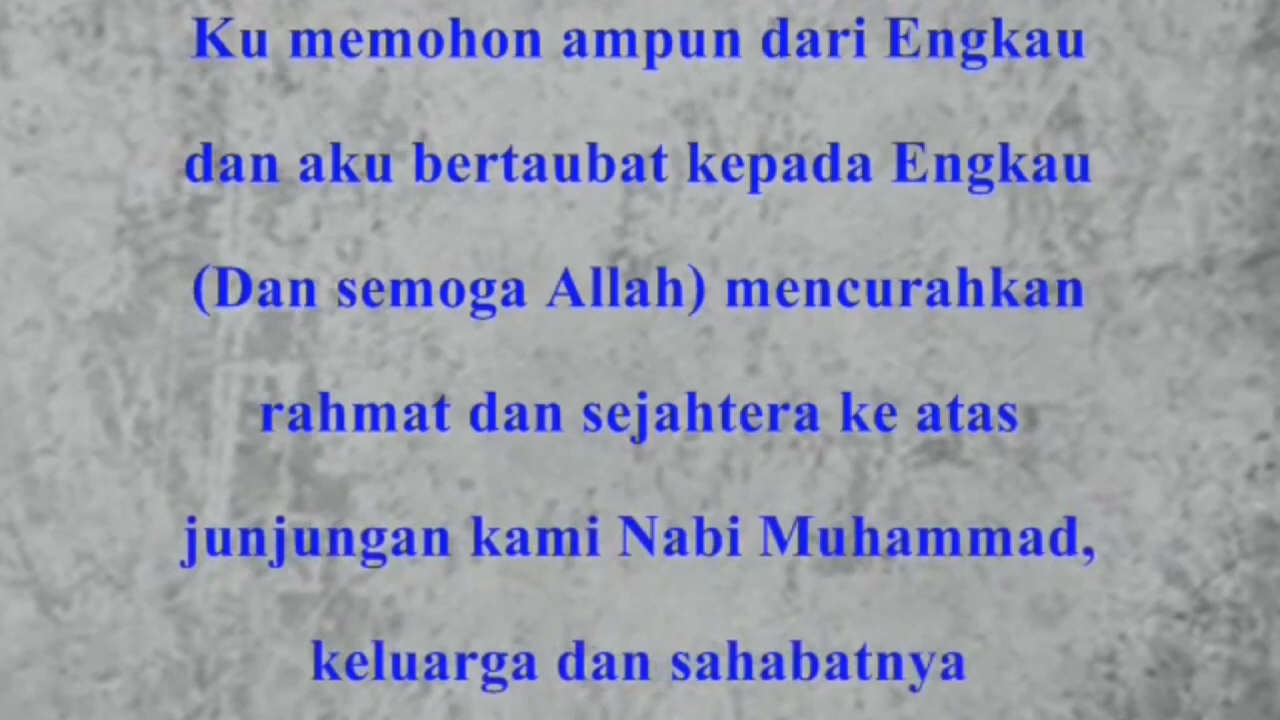 Ku memohon ampun dari Engkau
dan aku bertaubat kepada Engkau
(Dan semoga Allah) mencurahkan
rahmat dan sejahtera ke atas
junjungan kami Nabi Muhammad,
keluarga dan sahabatnya